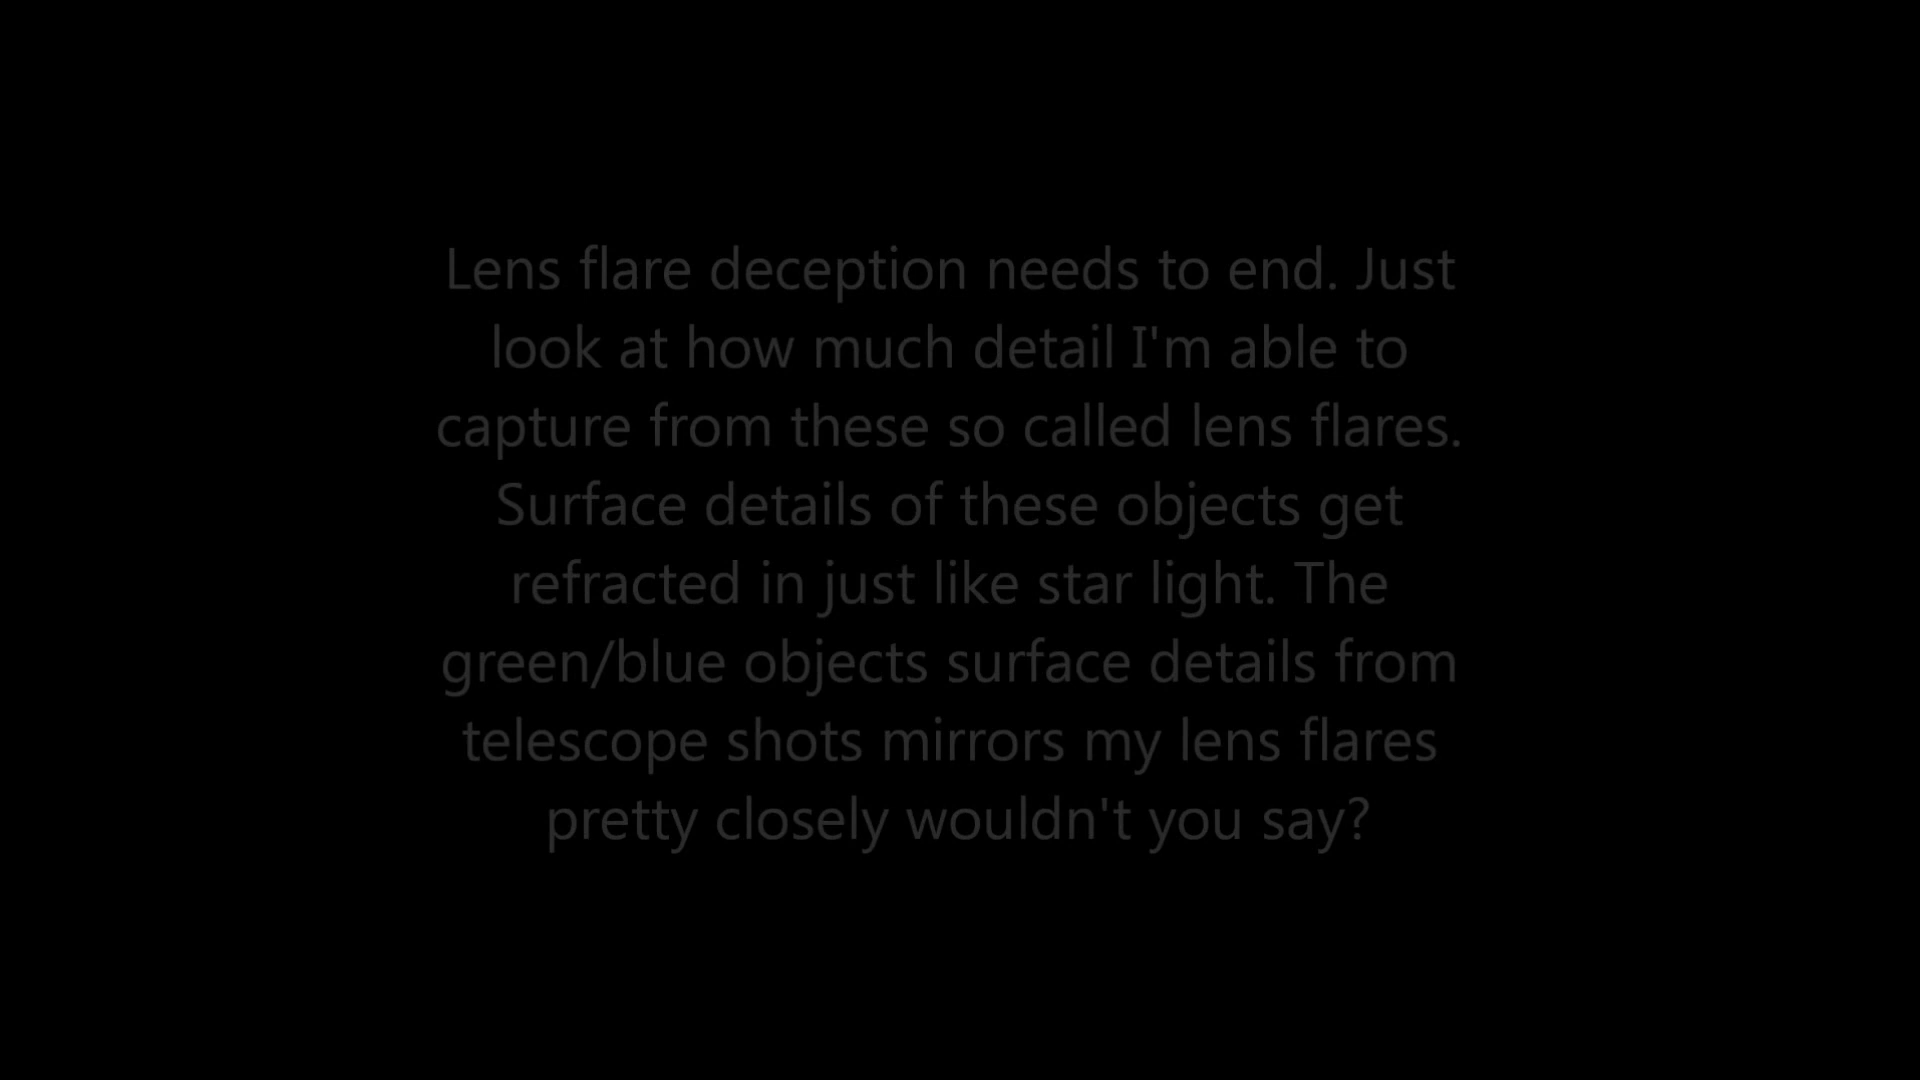 Lens flare deception needs to end. Just
look at how much detail I'm able to
capture from these so called lens flares.
Surface details of these objects get
refracted in just like star light. The
green/blue objects surface details from
telescope shots mirrors my lens flares
pretty closely wouldn't you say?